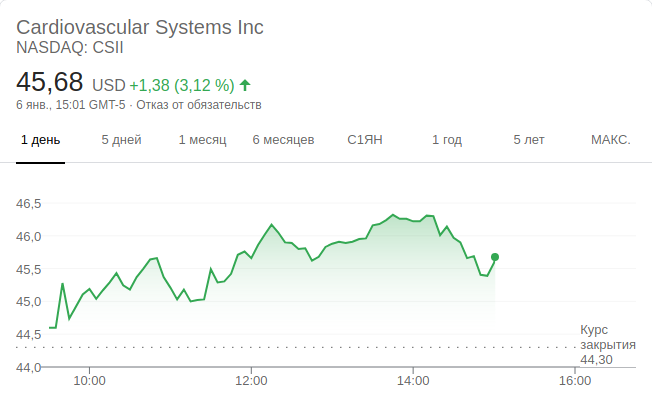 Cardiovascular Systems Inc
NASDAQ: CSII
45,68 USD +1,38 (3,12 %)
6 янв., 15:01 GMT-5 · Отказ от обязательств
1 день 5 дней 1 месяц 6 месяцев С1ЯН 1 год 5 лет МАКС.
46,5
46,0
45,5
45,0
44,5
44,0
Курс
закрытия
44,30
10:00 12:00 14:00 16:00